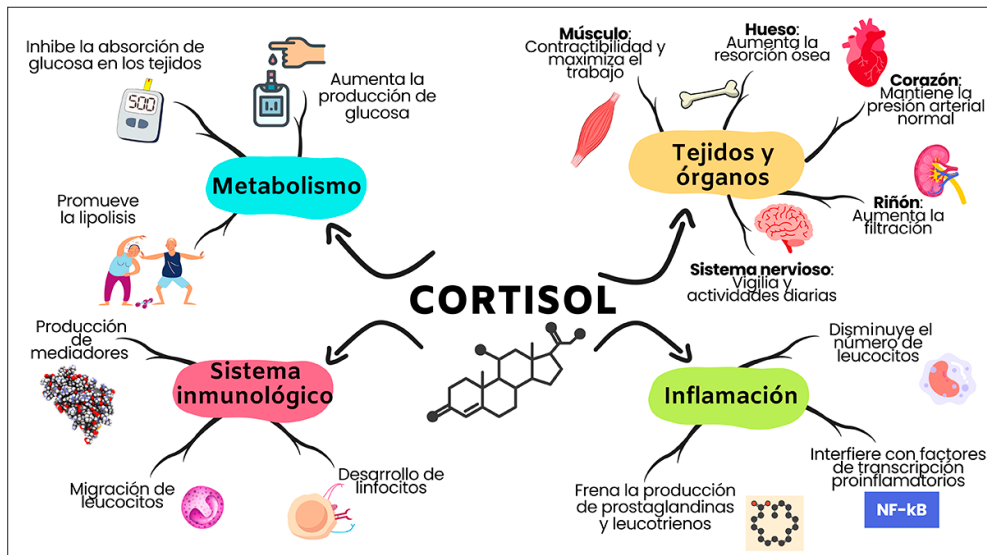 Inhibe la absorción de
glucosa en los tejidos
500
Aumenta la
producción de
glucosa
Metabolismo
Promueve
la lipolisis
Músculo:
Contractibilidad y
maximiza el
trabajo
Hueso:
Aumenta la
resorción ósea
Corazón:
Mantiene la
presión arterial
normal
Tejidos y
órganos
Riñón:
Aumenta la
filtración
Sistema nervioso:
Vigilia y
actividades diarias
CORTISOL
Producción
de
mediadores
Sistema
inmunológico
Migración de
leucocitos
Desarrollo de
linfocitos
Disminuye el
número de
leucocitos
Inflamación
Interfiere con factores
de transcripción
proinflamatorios
NF-kB
Frena la producción
de prostaglandinas
y leucotrienos